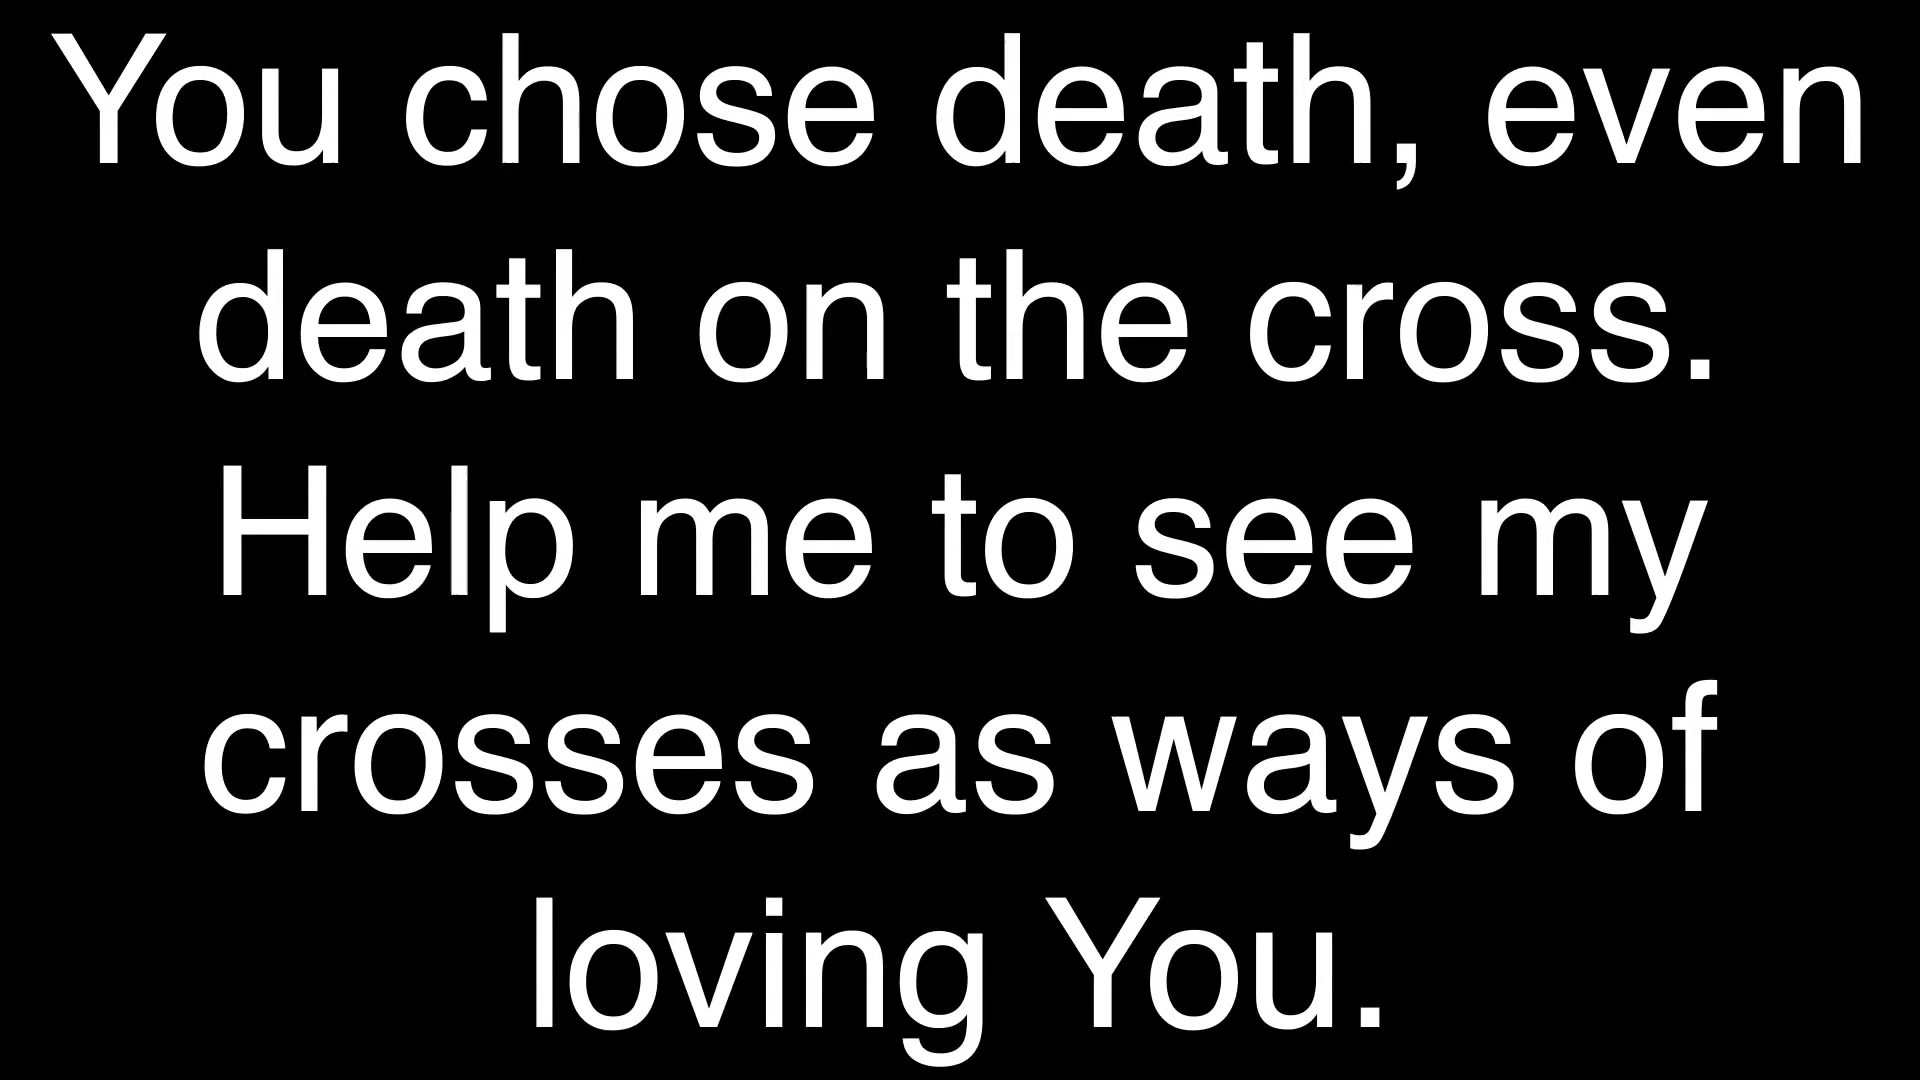 You chose death, even
death on the cross.
Help me to see my
crosses as ways of
loving You.